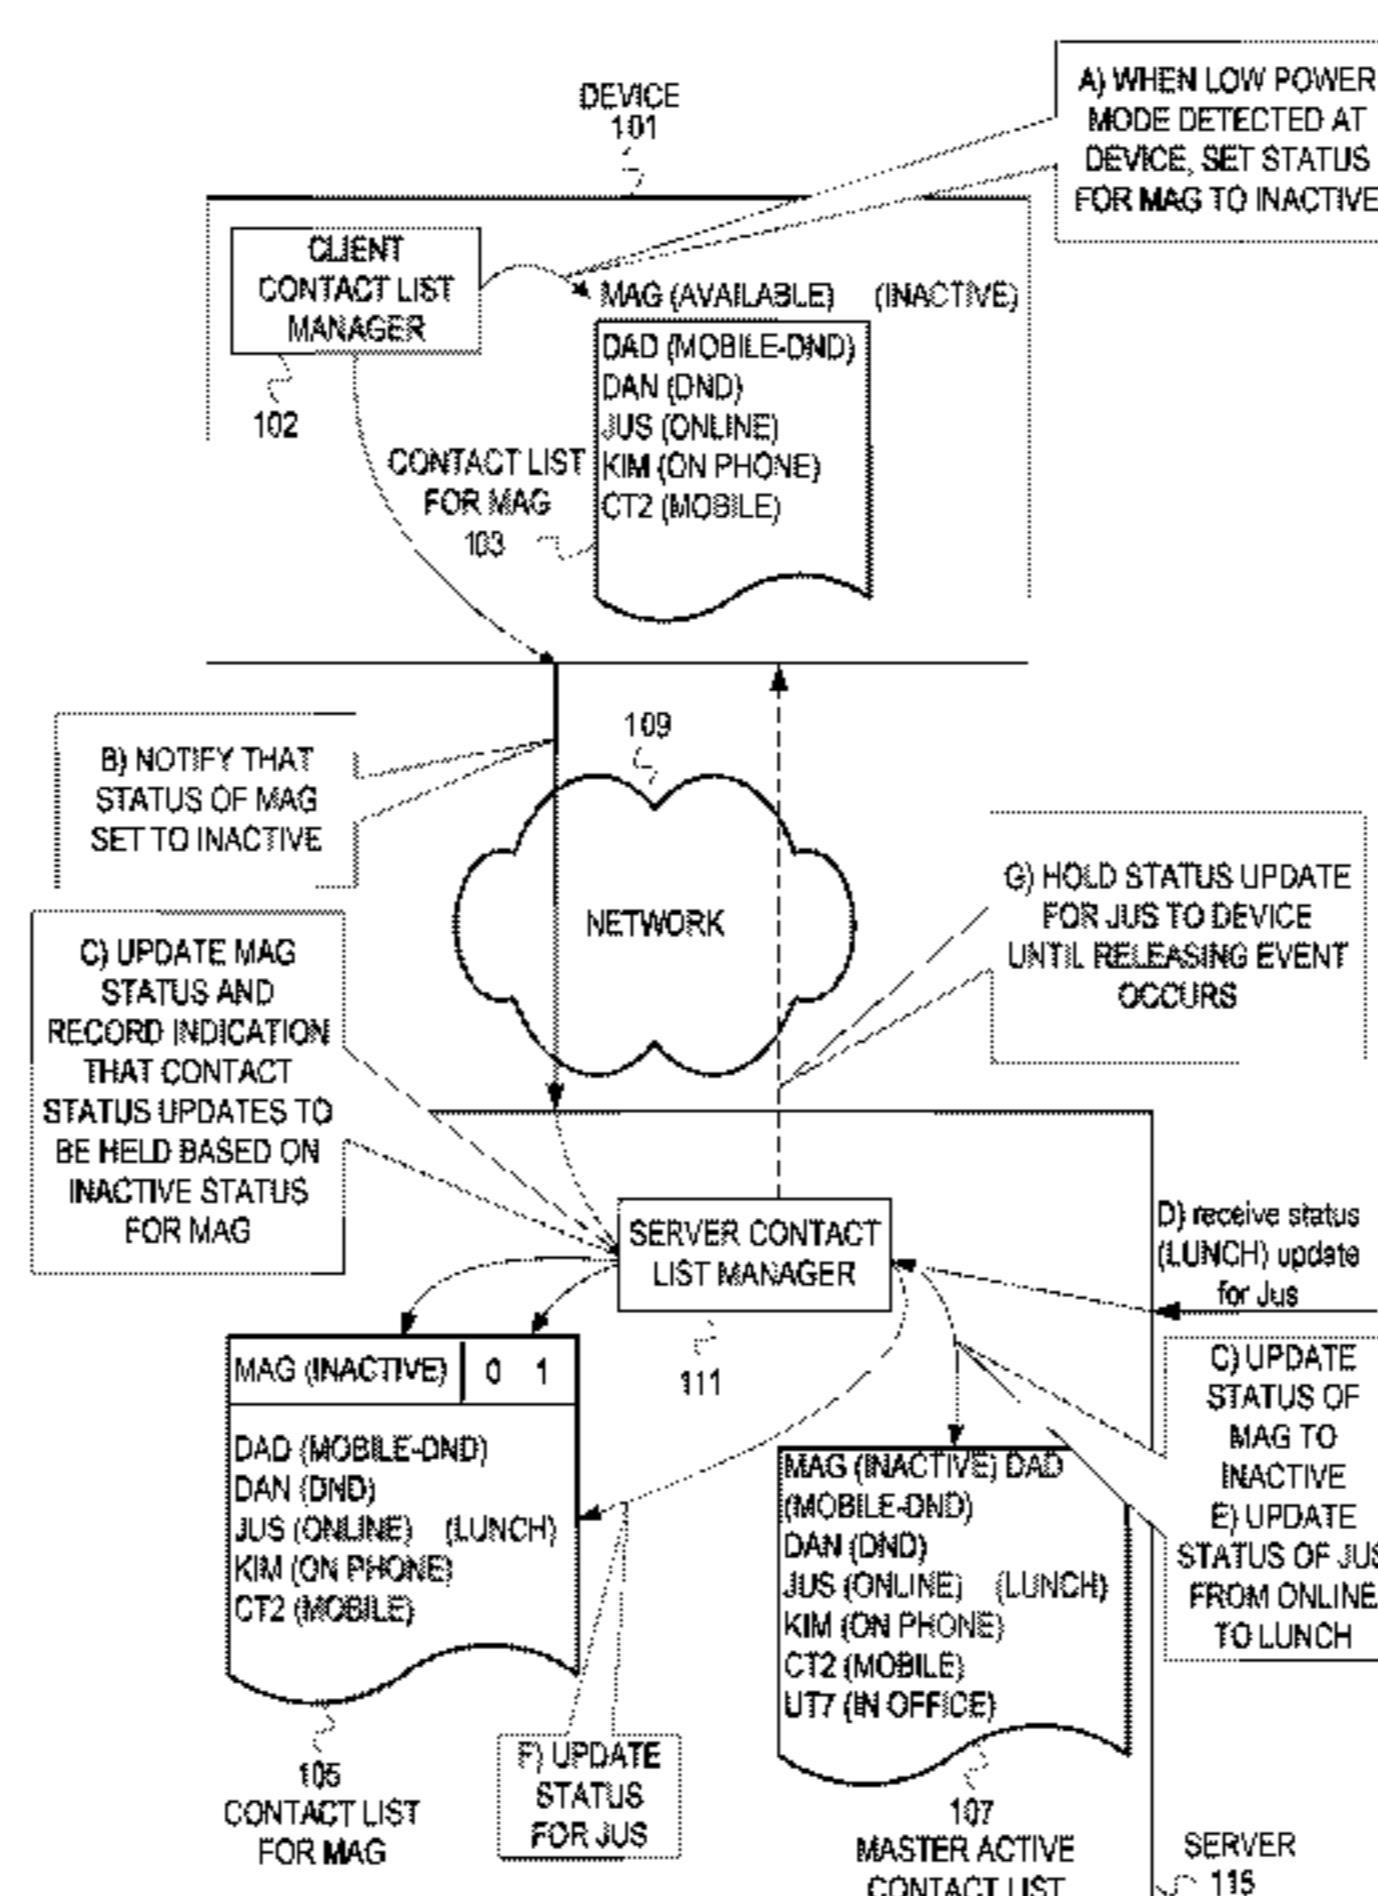 DEVICE
101
A) WHEN LOW POWER
MODE DETECTED AT
DEVICE, SET STATUS
FOR MAG TO INACTIVE
CLIENT
CONTACT LIST
MANAGER
102
MAG (AVAILABLE) (INACTIVE)
DAD (MOBILE-DND)
DAN (DND)
JUS (ONLINE)
KIM (ON PHONE)
CT2 (MOBILE)
CONTACT LIST
FOR MAG
103
B) NOTIFY THAT
STATUS OF MAG
SET TO INACTIVE
109
NETWORK
G) HOLD STATUS UPDATE
FOR JUS TO DEVICE
UNTIL RELEASING EVENT
OCCURS
C) UPDATE MAG
STATUS AND
RECORD INDICATION
THAT CONTACT
STATUS UPDATES TO
BE HELD BASED ON
INACTIVE STATUS
FOR MAG
SERVER CONTACT
LIST MANAGER
111
D) receive status
(LUNCH) update
for Jus
C) UPDATE
STATUS OF
MAG TO
INACTIVE
E) UPDATE
STATUS OF JUS
FROM ONLINE
TO LUNCH
MAG (INACTIVE) 0 1
DAD (MOBILE-DND)
DAN (DND)
JUS (ONLINE) (LUNCH)
KIM (ON PHONE)
CT2 (MOBILE)
105
CONTACT LIST
FOR MAG
F) UPDATE
STATUS
FOR JUS
MAG (INACTIVE) DAD
(MOBILE-DND)
DAN (DND)
JUS (ONLINE) (LUNCH)
KIM (ON PHONE)
CT2 (MOBILE)
UT7 (IN OFFICE)
107
MASTER ACTIVE
CONTACT LIST
SERVER